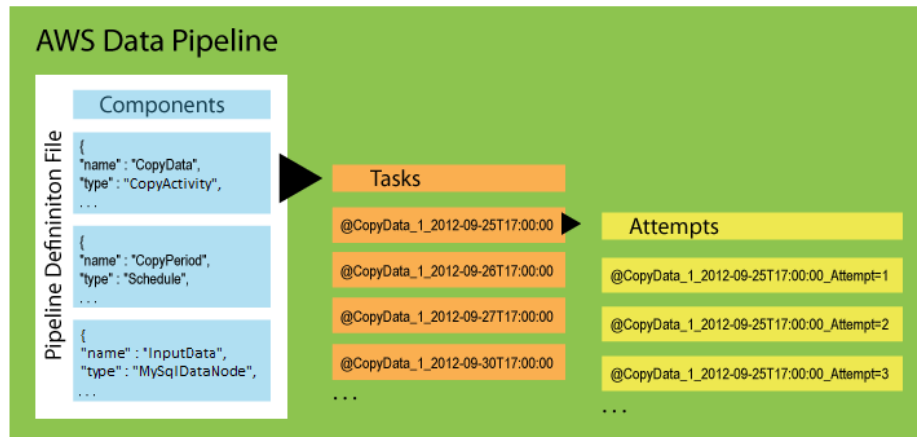 AWS Data Pipeline
Pipeline Defininiton File
Components
{
"name" : "CopyData",
"type" : "CopyActivity",
. . .
{
"name" : "CopyPeriod",
"type" : "Schedule",
. . .
{
"name" : "InputData",
"type" : "MySqlDataNode",
. . .
Tasks
@CopyData_1_2012-09-25T17:00:00
@CopyData_1_2012-09-26T17:00:00
@CopyData_1_2012-09-27T17:00:00
@CopyData_1_2012-09-30T17:00:00
. . .
Attempts
@CopyData_1_2012-09-25T17:00:00_Attempt=1
@CopyData_1_2012-09-25T17:00:00_Attempt=2
@CopyData_1_2012-09-25T17:00:00_Attempt=3
. . .